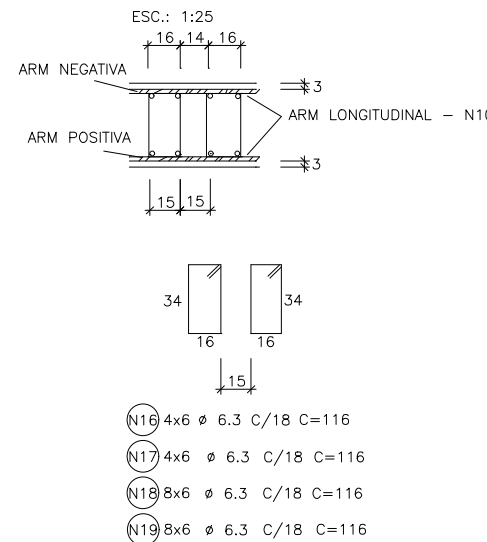 ESC.: 1:25
16 14 16
ARM NEGATIVA
3
ARM LONGITUDINAL – N10
ARM POSITIVA
3
15 15
34 34
16 16
15
N16 4x6 ø 6.3 C/18 C=116
N17 4x6 ø 6.3 C/18 C=116
N18 8x6 ø 6.3 C/18 C=116
N19 8x6 ø 6.3 C/18 C=116